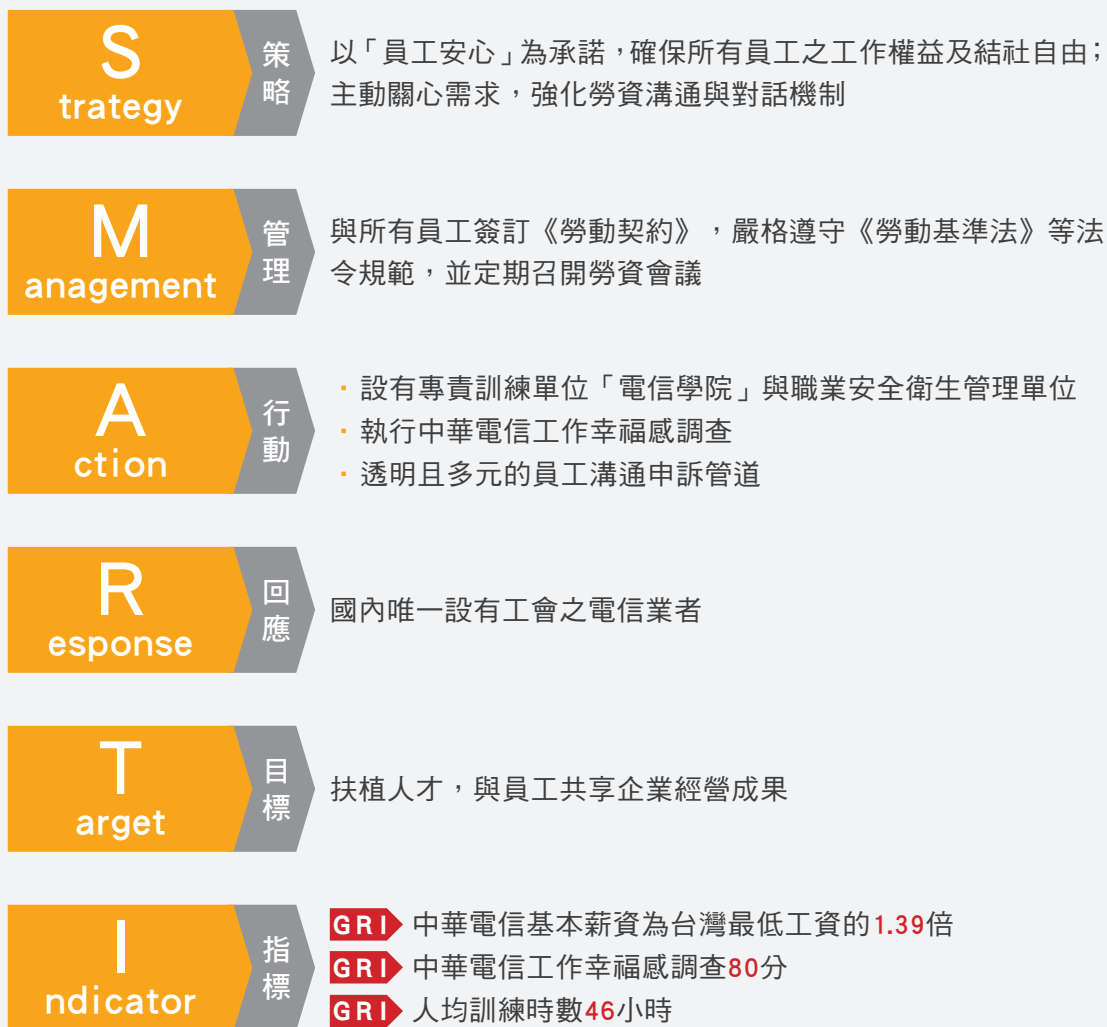 S
trategy
策
略
以「員工安心」為承諾，確保所有員工之工作權益及結社自由；
主動關心需求，強化勞資溝通與對話機制
M
anagement
管
理
與所有員工簽訂《勞動契約》，嚴格遵守《勞動基準法》等法
令規範，並定期召開勞資會議
A
ction
行
動
・設有專責訓練單位「電信學院」與職業安全衛生管理單位
・執行中華電信工作幸福感調查
・透明且多元的員工溝通申訴管道
R
esponse
回
應
國內唯一設有工會之電信業者
T
arget
目
標
扶植人才，與員工共享企業經營成果
I
ndicator
指
標
GRI 中華電信基本薪資為台灣最低工資的1.39倍
GRI 中華電信工作幸福感調查80分
GRI 人均訓練時數46小時